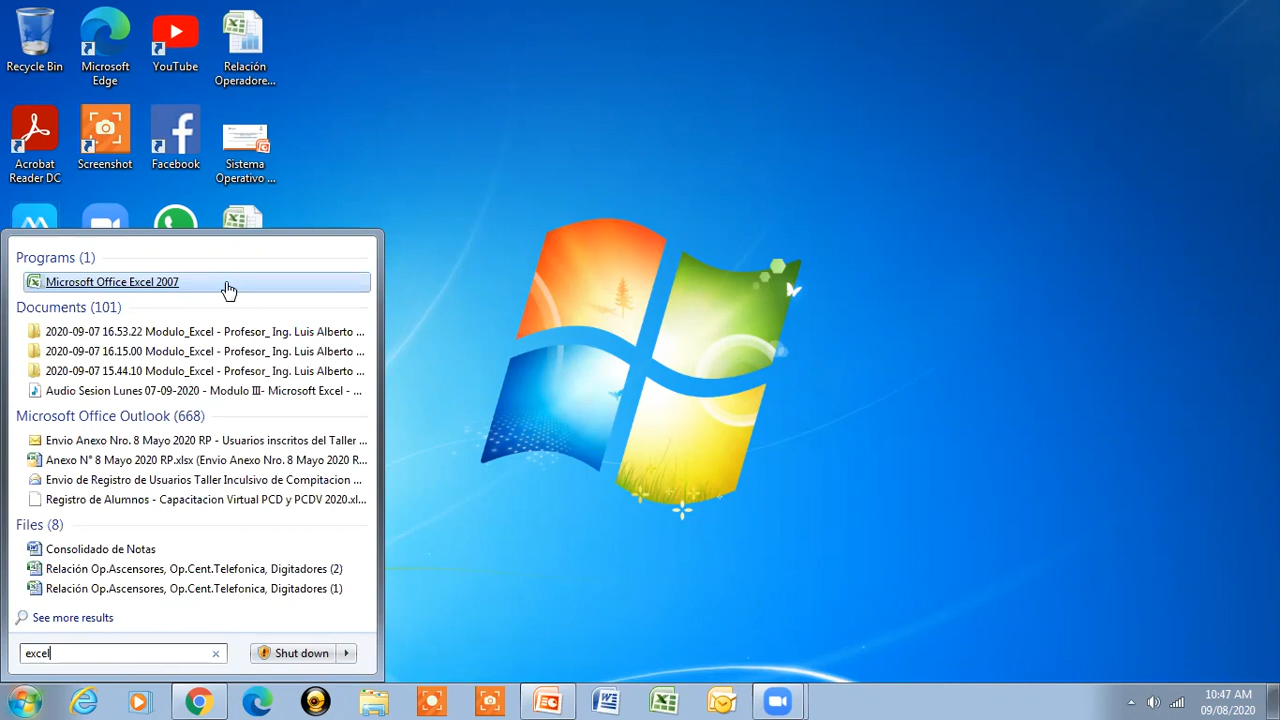 Recycle Bin
Microsoft Edge
YouTube
Relación Operadore...
Acrobat Reader DC
Screenshot
Facebook
Sistema Operativo ...
Programs (1)
Microsoft Office Excel 2007
Documents (101)
2020-09-07 16.53.22 Modulo_Excel - Profesor_ Ing. Luis Alberto ...
2020-09-07 16.15.00 Modulo_Excel - Profesor_ Ing. Luis Alberto ...
2020-09-07 15.44.10 Modulo_Excel - Profesor_ Ing. Luis Alberto ...
Audio Sesion Lunes 07-09-2020 - Modulo III- Microsoft Excel - ...
Microsoft Office Outlook (668)
Envio Anexo Nro. 8 Mayo 2020 RP - Usuarios inscritos del Taller ...
Anexo N° 8 Mayo 2020 RP.xlsx (Envio Anexo Nro. 8 Mayo 2020 R...
Envio de Registro de Usuarios Taller Inculsivo de Compitacion ...
Registro de Alumnos - Capacitacion Virtual PCD y PCDV 2020.xl...
Files (8)
Consolidado de Notas
Relación Op.Ascensores, Op.Cent.Telefonica, Digitadores (2)
Relación Op.Ascensores, Op.Cent.Telefonica, Digitadores (1)
See more results
excel
Shut down
10:47 AM
09/08/2020